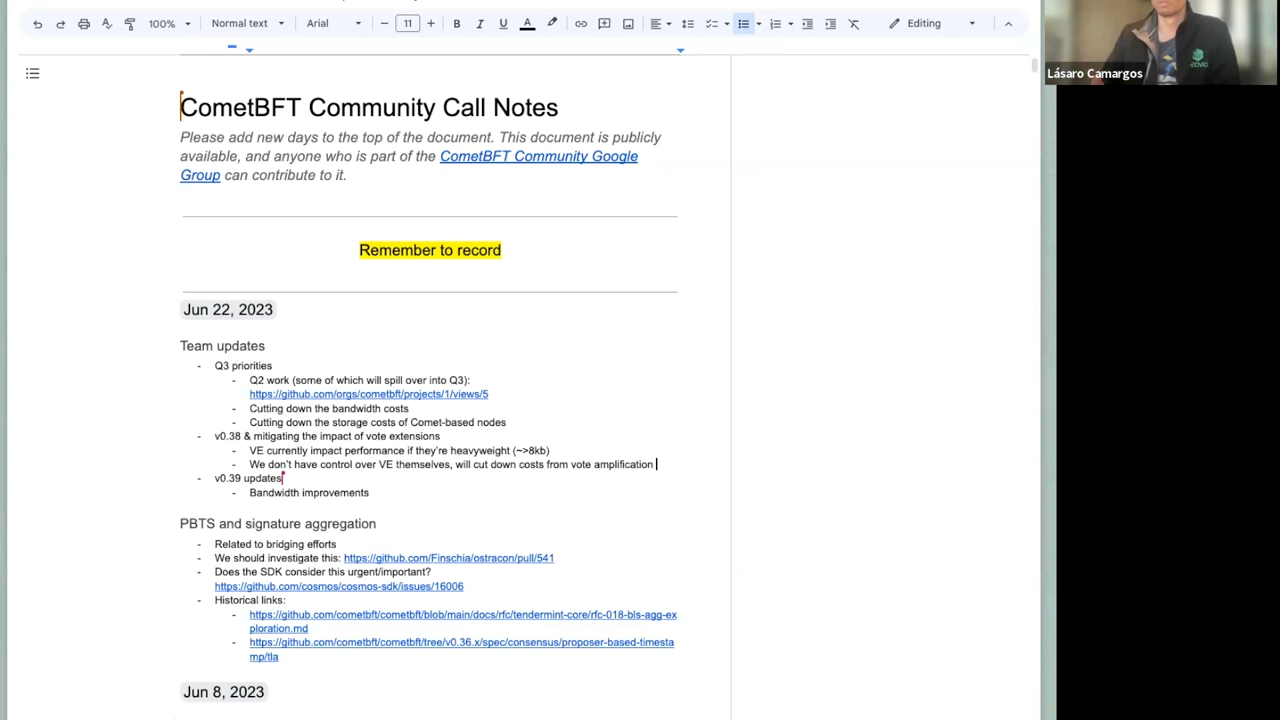 100%
Normal text
Arial
11
B
I
U
A
Editing
Lásaro Camargos
CometBFT Community Call Notes
Please add new days to the top of the document. This document is publicly
available, and anyone who is part of the CometBFT Community Google
Group can contribute to it.
Remember to record
Jun 22, 2023
Team updates
- Q3 priorities
- Q2 work (some of which will spill over into Q3):
https://github.com/orgs/cometbft/projects/1/views/5
- Cutting down the bandwidth costs
- Cutting down the storage costs of Comet-based nodes
- v0.38 & mitigating the impact of vote extensions
- VE currently impact performance if they're heavyweight (~>8kb)
- We don't have control over VE themselves, will cut down costs from vote amplification
- v0.39 updates
- Bandwidth improvements
PBTS and signature aggregation
- Related to bridging efforts
- We should investigate this: https://github.com/Finschia/ostracon/pull/541
- Does the SDK consider this urgent/important?
https://github.com/cosmos/cosmos-sdk/issues/16006
- Historical links:
- https://github.com/cometbft/cometbft/blob/main/docs/rfc/tendermint-core/rfc-018-bls-agg-ex
ploration.md
- https://github.com/cometbft/cometbft/tree/v0.36.x/spec/consensus/proposer-based-timesta
mp/tla
Jun 8, 2023